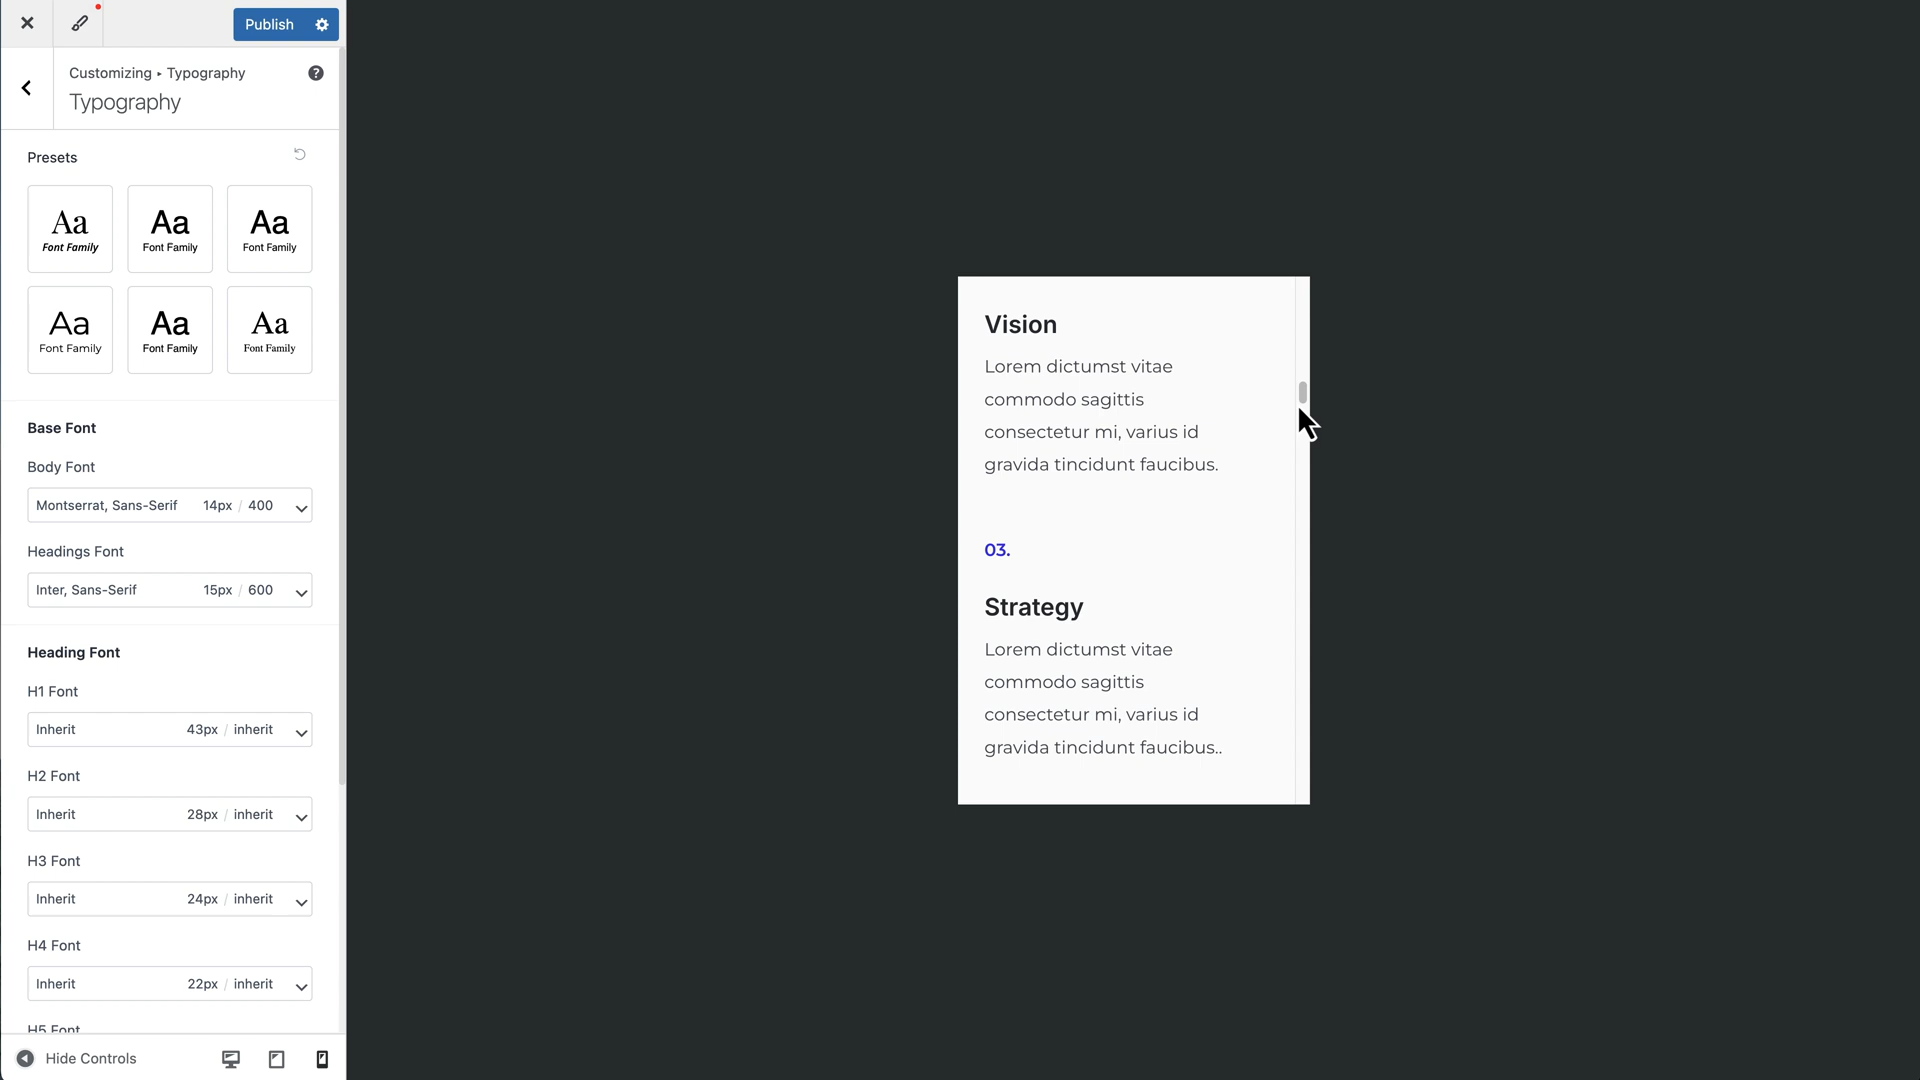 Publish
Customizing ▸ Typography
Typography
Presets
Aa Aa Aa
Font Family Font Family Font Family
Aa Aa Aa
Font Family Font Family Font Family
Base Font
Body Font
Montserrat, Sans-Serif 14px / 400
Headings Font
Inter, Sans-Serif 15px / 600
Heading Font
H1 Font
Inherit 43px / inherit
H2 Font
Inherit 28px / inherit
H3 Font
Inherit 24px / inherit
H4 Font
Inherit 22px / inherit
H5 Font
Hide Controls
Vision
Lorem dictumst vitae
commodo sagittis
consectetur mi, varius id
gravida tincidunt faucibus.
03.
Strategy
Lorem dictumst vitae
commodo sagittis
consectetur mi, varius id
gravida tincidunt faucibus..